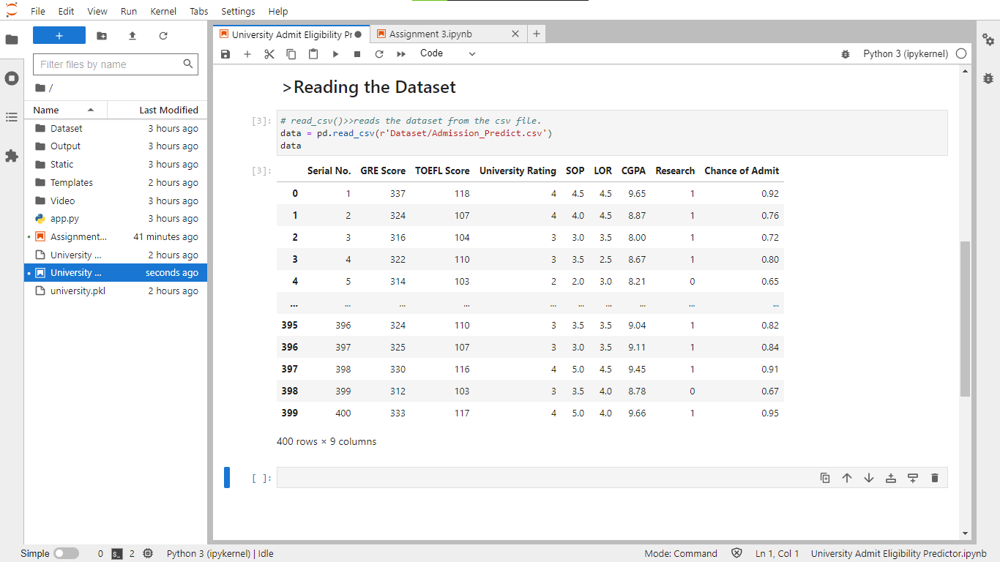 File Edit View Run Kernel Tabs Settings Help
University Admit Eligibility Pr
Assignment 3.ipynb
Code
Python 3 (ipykernel)
Filter files by name
/
Name Last Modified
Dataset 3 hours ago
Output 3 hours ago
Static 3 hours ago
Templates 2 hours ago
Video 3 hours ago
app.py 3 hours ago
Assignment... 41 minutes ago
University ... 2 hours ago
University ... seconds ago
university.pkl 2 hours ago
>Reading the Dataset
[3]: # read_csv()>>reads the dataset from the csv file.
data = pd.read_csv(r'Dataset/Admission_Predict.csv')
data
[3]: Serial No. GRE Score TOEFL Score University Rating SOP LOR CGPA Research Chance of Admit
0 1 337 118 4 4.5 4.5 9.65 1 0.92
1 2 324 107 4 4.0 4.5 8.87 1 0.76
2 3 316 104 3 3.0 3.5 8.00 1 0.72
3 4 322 110 3 3.5 2.5 8.67 1 0.80
4 5 314 103 2 2.0 3.0 8.21 0 0.65
... ... ... ... ... ... ... ... ... ...
395 396 324 110 3 3.5 3.5 9.04 1 0.82
396 397 325 107 3 3.0 3.5 9.11 1 0.84
397 398 330 116 4 5.0 4.5 9.45 1 0.91
398 399 312 103 3 3.5 4.0 8.78 0 0.67
399 400 333 117 4 5.0 4.0 9.66 1 0.95
400 rows × 9 columns
[ ]:
Simple 0 2 Python 3 (ipykernel) | Idle Mode: Command Ln 1, Col 1 University Admit Eligibility Predictor.ipynb